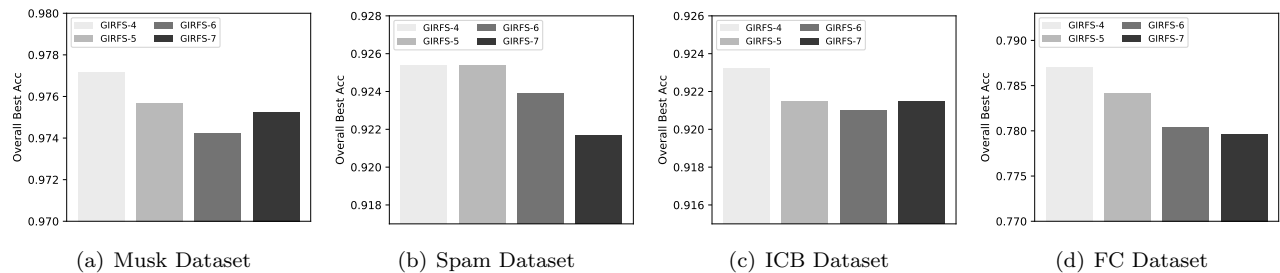 0.980
0.978
0.976
0.974
0.972
0.970
Overall Best Acc
GIRFS-4 GIRFS-6
GIRFS-5 GIRFS-7
(a) Musk Dataset
0.928
0.926
0.924
0.922
0.920
0.918
Overall Best Acc
GIRFS-4 GIRFS-6
GIRFS-5 GIRFS-7
(b) Spam Dataset
0.926
0.924
0.922
0.920
0.918
0.916
Overall Best Acc
GIRFS-4 GIRFS-6
GIRFS-5 GIRFS-7
(c) ICB Dataset
0.790
0.785
0.780
0.775
0.770
Overall Best Acc
GIRFS-4 GIRFS-6
GIRFS-5 GIRFS-7
(d) FC Dataset